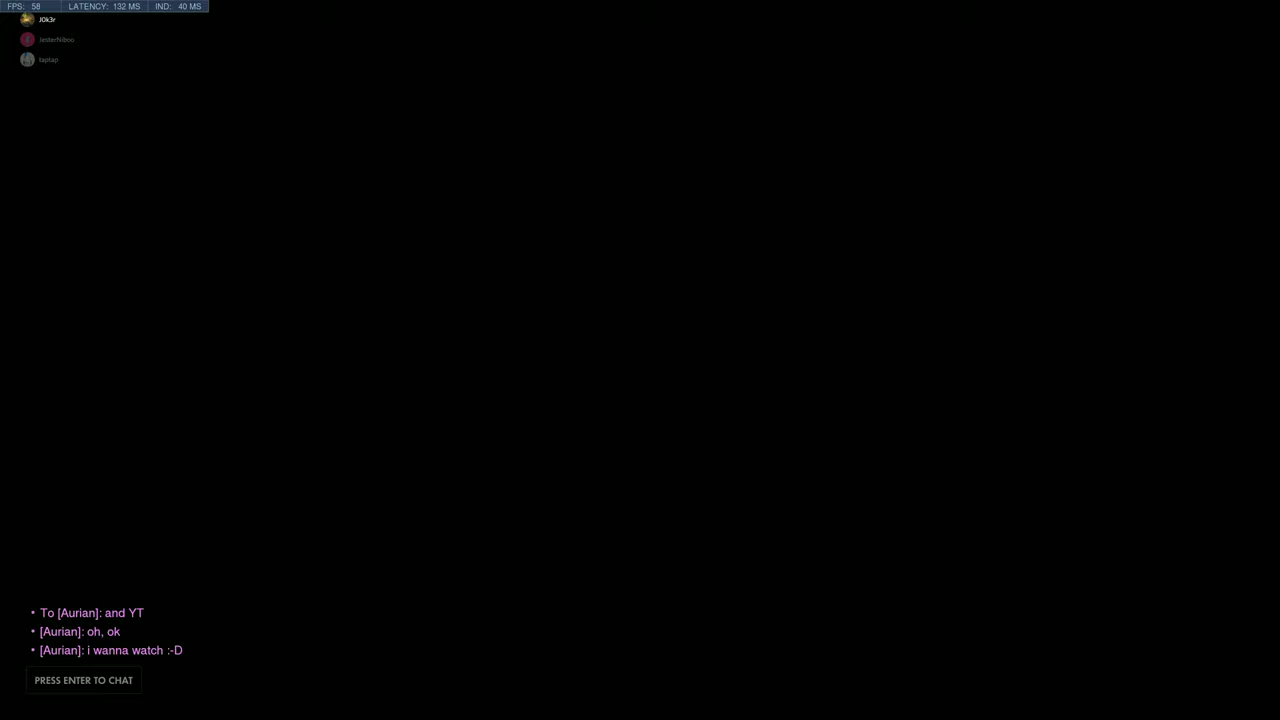 FPS: 58 LATENCY: 132 MS IND: 40 MS
J0k3r
JesterNiboo
taptap
• To [Aurian]: and YT
• [Aurian]: oh, ok
• [Aurian]: i wanna watch :-D
PRESS ENTER TO CHAT